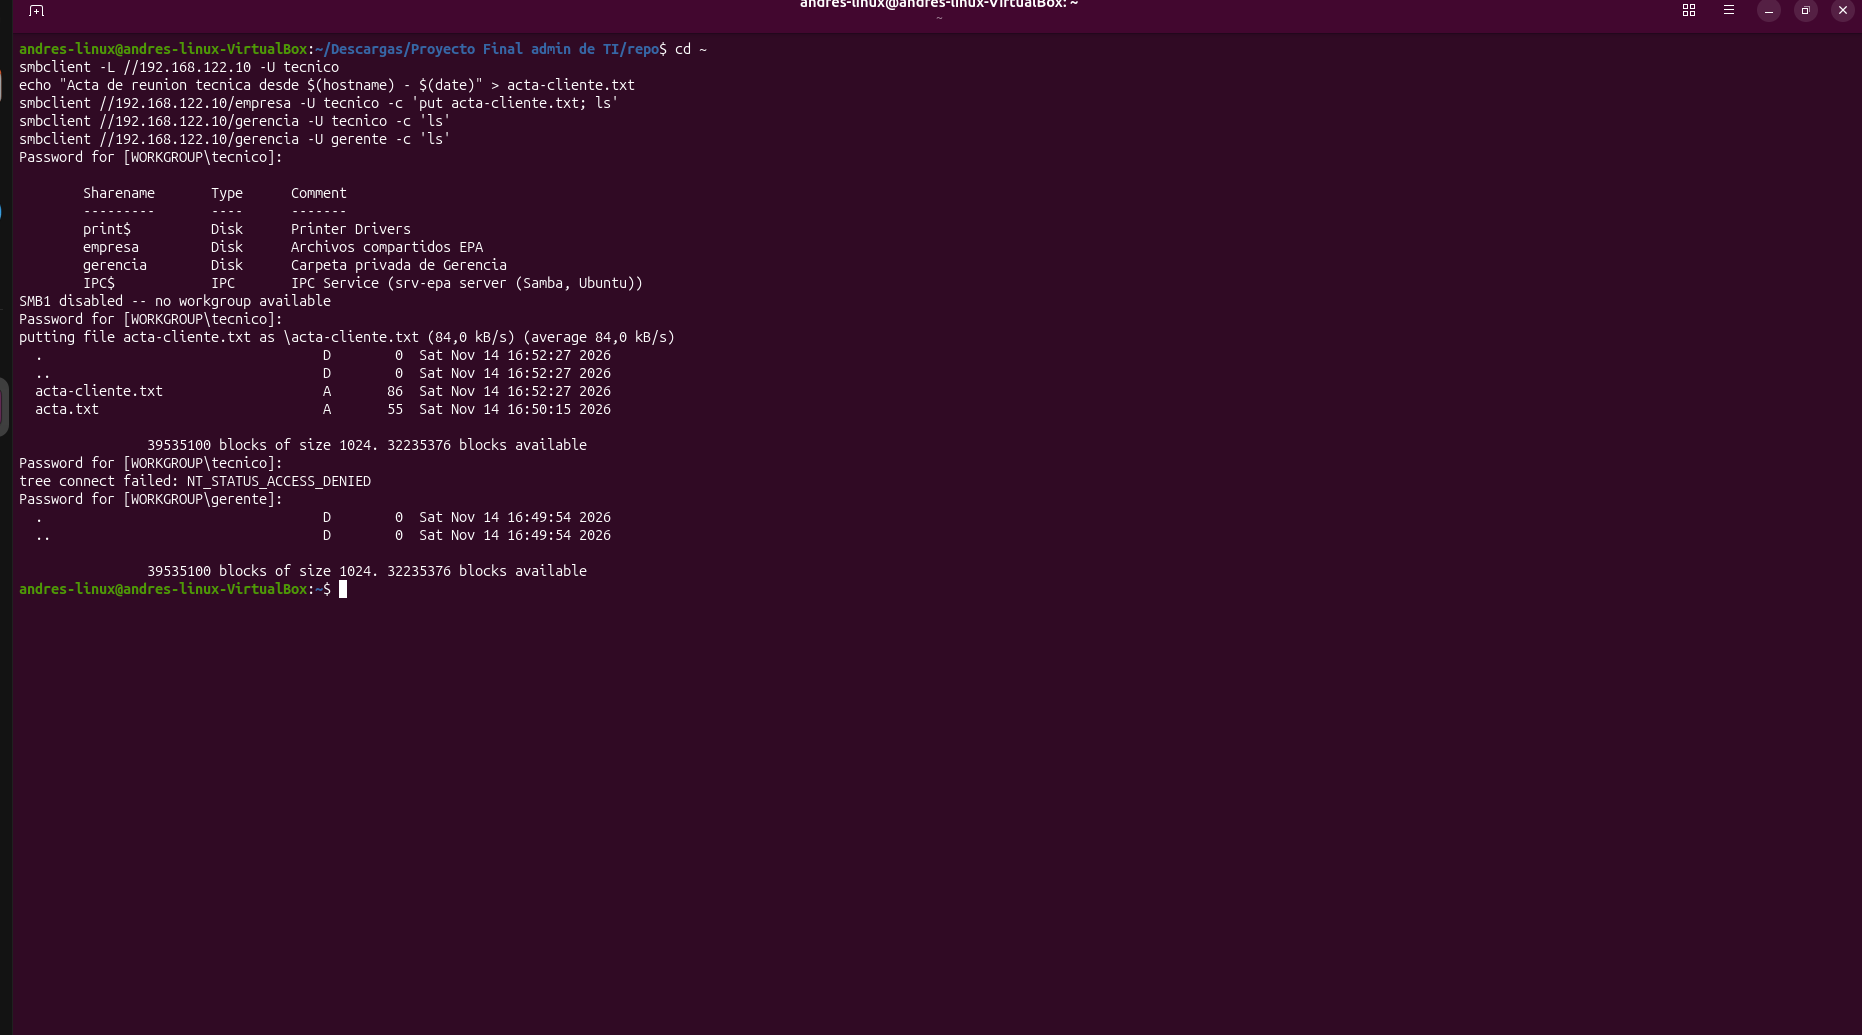 andres-linux@andres-linux-VirtualBox: ~
~
andres-linux@andres-linux-VirtualBox:~/Descargas/Proyecto Final admin de TI/repo$ cd ~
smbclient -L //192.168.122.10 -U tecnico
echo "Acta de reunion tecnica desde $(hostname) - $(date)" > acta-cliente.txt
smbclient //192.168.122.10/empresa -U tecnico -c 'put acta-cliente.txt; ls'
smbclient //192.168.122.10/gerencia -U tecnico -c 'ls'
smbclient //192.168.122.10/gerencia -U gerente -c 'ls'
Password for [WORKGROUP\tecnico]:
Sharename Type Comment
--------- ---- -------
print$ Disk Printer Drivers
empresa Disk Archivos compartidos EPA
gerencia Disk Carpeta privada de Gerencia
IPC$ IPC IPC Service (srv-epa server (Samba, Ubuntu))
SMB1 disabled -- no workgroup available
Password for [WORKGROUP\tecnico]:
putting file acta-cliente.txt as \acta-cliente.txt (84,0 kB/s) (average 84,0 kB/s)
. D 0 Sat Nov 14 16:52:27 2026
.. D 0 Sat Nov 14 16:52:27 2026
acta-cliente.txt A 86 Sat Nov 14 16:52:27 2026
acta.txt A 55 Sat Nov 14 16:50:15 2026
39535100 blocks of size 1024. 32235376 blocks available
Password for [WORKGROUP\tecnico]:
tree connect failed: NT_STATUS_ACCESS_DENIED
Password for [WORKGROUP\gerente]:
. D 0 Sat Nov 14 16:49:54 2026
.. D 0 Sat Nov 14 16:49:54 2026
39535100 blocks of size 1024. 32235376 blocks available
andres-linux@andres-linux-VirtualBox:~$